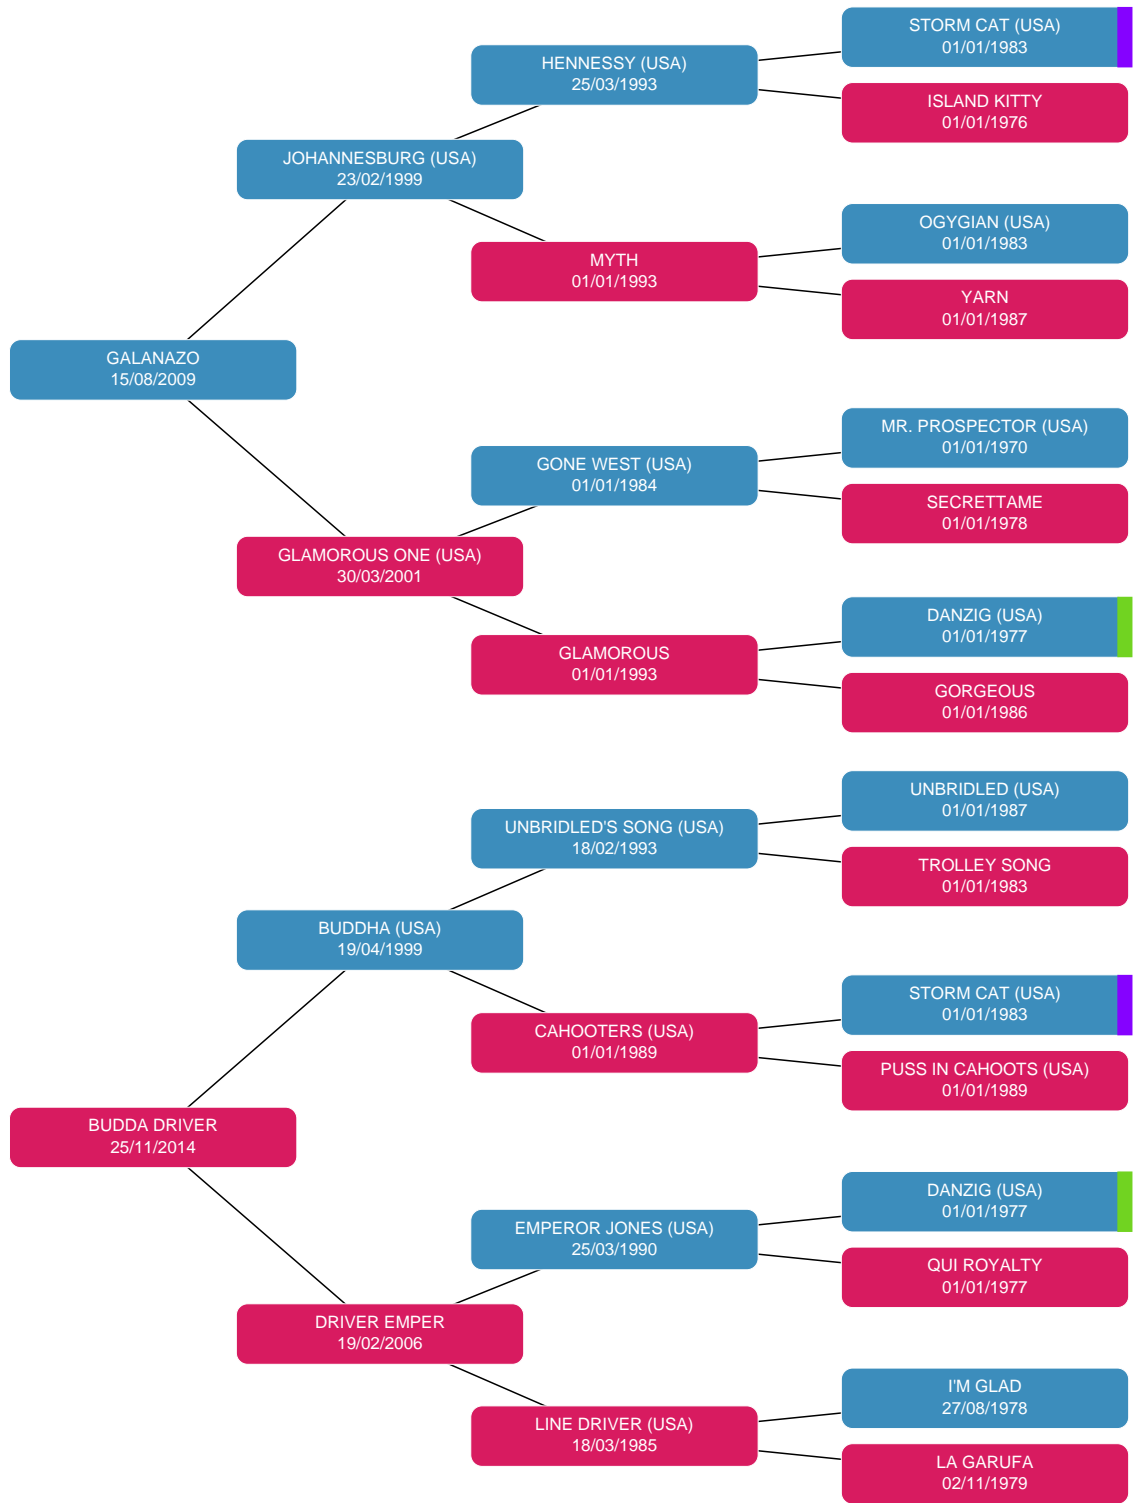 STORM CAT (USA)
01/01/1983
HENNESSY (USA)
25/03/1993
ISLAND KITTY
01/01/1976
JOHANNESBURG (USA)
23/02/1999
OGYGIAN (USA)
01/01/1983
MYTH
01/01/1993
YARN
01/01/1987
GALANAZO
15/08/2009
MR. PROSPECTOR (USA)
01/01/1970
GONE WEST (USA)
01/01/1984
SECRETTAME
01/01/1978
GLAMOROUS ONE (USA)
30/03/2001
DANZIG (USA)
01/01/1977
GLAMOROUS
01/01/1993
GORGEOUS
01/01/1986
UNBRIDLED (USA)
01/01/1987
UNBRIDLED'S SONG (USA)
18/02/1993
TROLLEY SONG
01/01/1983
BUDDHA (USA)
19/04/1999
STORM CAT (USA)
01/01/1983
CAHOOTERS (USA)
01/01/1989
PUSS IN CAHOOTS (USA)
01/01/1989
BUDDA DRIVER
25/11/2014
DANZIG (USA)
01/01/1977
EMPEROR JONES (USA)
25/03/1990
QUI ROYALTY
01/01/1977
DRIVER EMPER
19/02/2006
I'M GLAD
27/08/1978
LINE DRIVER (USA)
18/03/1985
LA GARUFA
02/11/1979